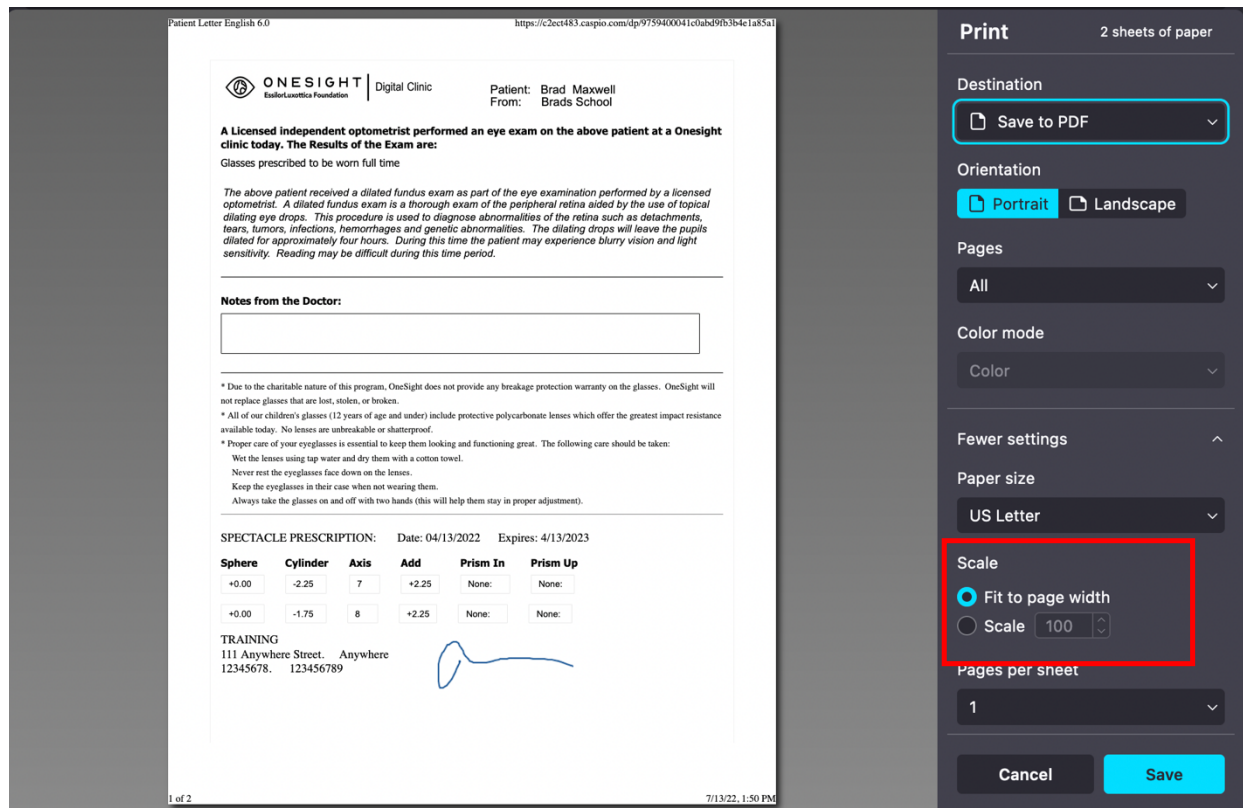 Patient Letter English 6.0
https://c2ect483.caspio.com/dp/9759400041c0abd9fb3b4e1a85a1
ONESIGHT
EssilorLuxottica Foundation
Digital Clinic
Patient: Brad Maxwell
From: Brads School
A Licensed independent optometrist performed an eye exam on the above patient at a Onesight
clinic today. The Results of the Exam are:
Glasses prescribed to be worn full time
The above patient received a dilated fundus exam as part of the eye examination performed by a licensed
optometrist. A dilated fundus exam is a thorough exam of the peripheral retina aided by the use of topical
dilating eye drops. This procedure is used to diagnose abnormalities of the retina such as detachments,
tears, tumors, infections, hemorrhages and genetic abnormalities. The dilating drops will leave the pupils
dilated for approximately four hours. During this time the patient may experience blurry vision and light
sensitivity. Reading may be difficult during this time period.
Notes from the Doctor:
* Due to the charitable nature of this program, OneSight does not provide any breakage protection warranty on the glasses. OneSight will
not replace glasses that are lost, stolen, or broken.
* All of our children's glasses (12 years of age and under) include protective polycarbonate lenses which offer the greatest impact resistance
available today. No lenses are unbreakable or shatterproof.
* Proper care of your eyeglasses is essential to keep them looking and functioning great. The following care should be taken:
Wet the lenses using tap water and dry them with a cotton towel.
Never rest the eyeglasses face down on the lenses.
Keep the eyeglasses in their case when not wearing them.
Always take the glasses on and off with two hands (this will help them stay in proper adjustment).
SPECTACLE PRESCRIPTION: Date: 04/13/2022 Expires: 4/13/2023
Sphere Cylinder Axis Add Prism In Prism Up
+0.00 -2.25 7 +2.25 None: None:
+0.00 -1.75 8 +2.25 None: None:
TRAINING
111 Anywhere Street. Anywhere
12345678. 123456789
1 of 2
7/13/22, 1:50 PM
Print
2 sheets of paper
Destination
Save to PDF
Orientation
Portrait Landscape
Pages
All
Color mode
Color
Fewer settings
Paper size
US Letter
Scale
Fit to page width
Scale 100
Pages per sheet
1
Cancel Save